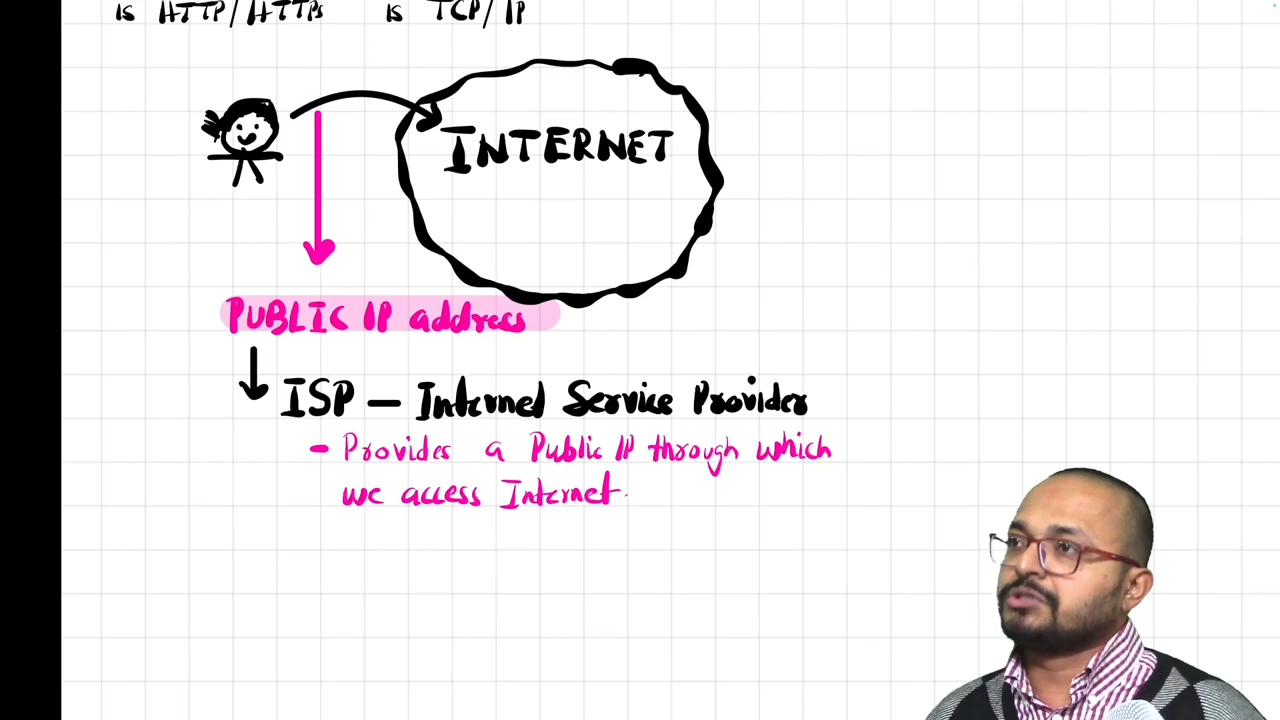 is HTTP/HTTPs is TCP/IP
INTERNET
PUBLIC IP address
ISP - Internet Service Provider
- Provides a Public IP through which
we access Internet.